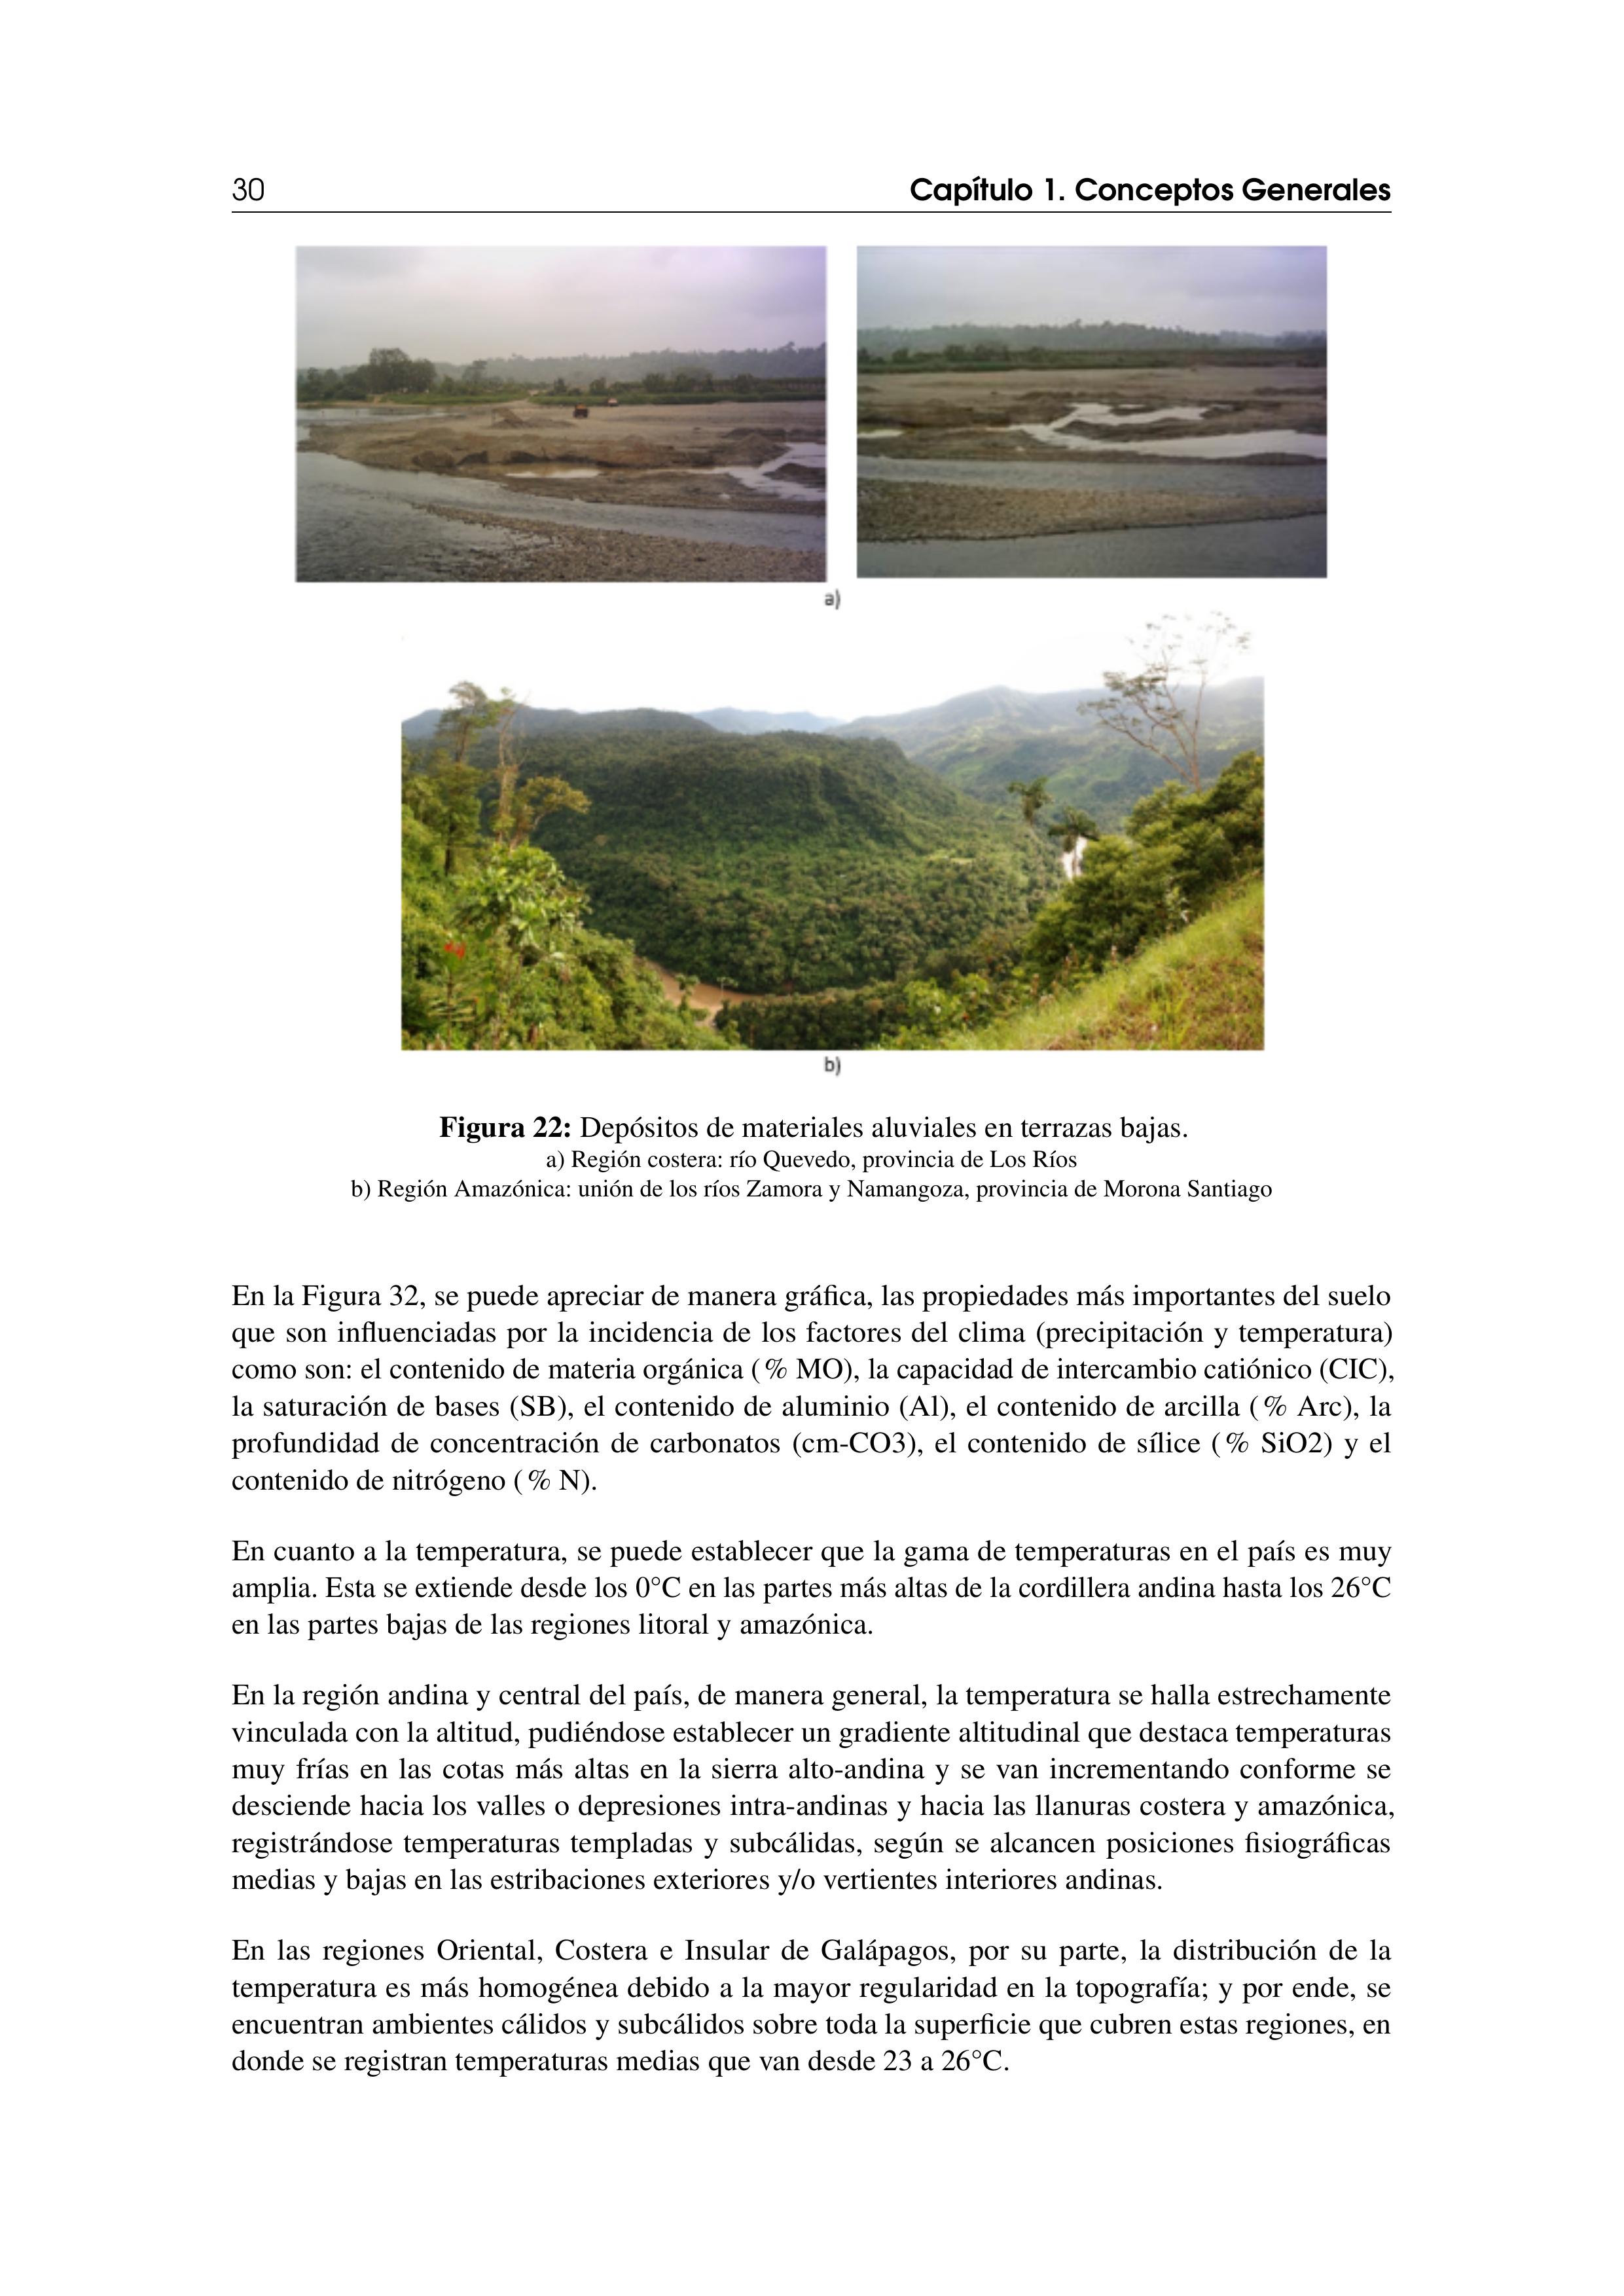 30
Capítulo 1. Conceptos Generales
a)
b)
Figura 22: Depósitos de materiales aluviales en terrazas bajas.
a) Región costera: río Quevedo, provincia de Los Ríos
b) Región Amazónica: unión de los ríos Zamora y Namangoza, provincia de Morona Santiago
En la Figura 32, se puede apreciar de manera gráfica, las propiedades más importantes del suelo
que son influenciadas por la incidencia de los factores del clima (precipitación y temperatura)
como son: el contenido de materia orgánica (% MO), la capacidad de intercambio catiónico (CIC),
la saturación de bases (SB), el contenido de aluminio (Al), el contenido de arcilla (% Arc), la
profundidad de concentración de carbonatos (cm-CO3), el contenido de sílice (% SiO2) y el
contenido de nitrógeno (% N).
En cuanto a la temperatura, se puede establecer que la gama de temperaturas en el país es muy
amplia. Esta se extiende desde los 0°C en las partes más altas de la cordillera andina hasta los 26°C
en las partes bajas de las regiones litoral y amazónica.
En la región andina y central del país, de manera general, la temperatura se halla estrechamente
vinculada con la altitud, pudiéndose establecer un gradiente altitudinal que destaca temperaturas
muy frías en las cotas más altas en la sierra alto-andina y se van incrementando conforme se
desciende hacia los valles o depresiones intra-andinas y hacia las llanuras costera y amazónica,
registrándose temperaturas templadas y subcálidas, según se alcancen posiciones fisiográficas
medias y bajas en las estribaciones exteriores y/o vertientes interiores andinas.
En las regiones Oriental, Costera e Insular de Galápagos, por su parte, la distribución de la
temperatura es más homogénea debido a la mayor regularidad en la topografía; y por ende, se
encuentran ambientes cálidos y subcálidos sobre toda la superficie que cubren estas regiones, en
donde se registran temperaturas medias que van desde 23 a 26°C.